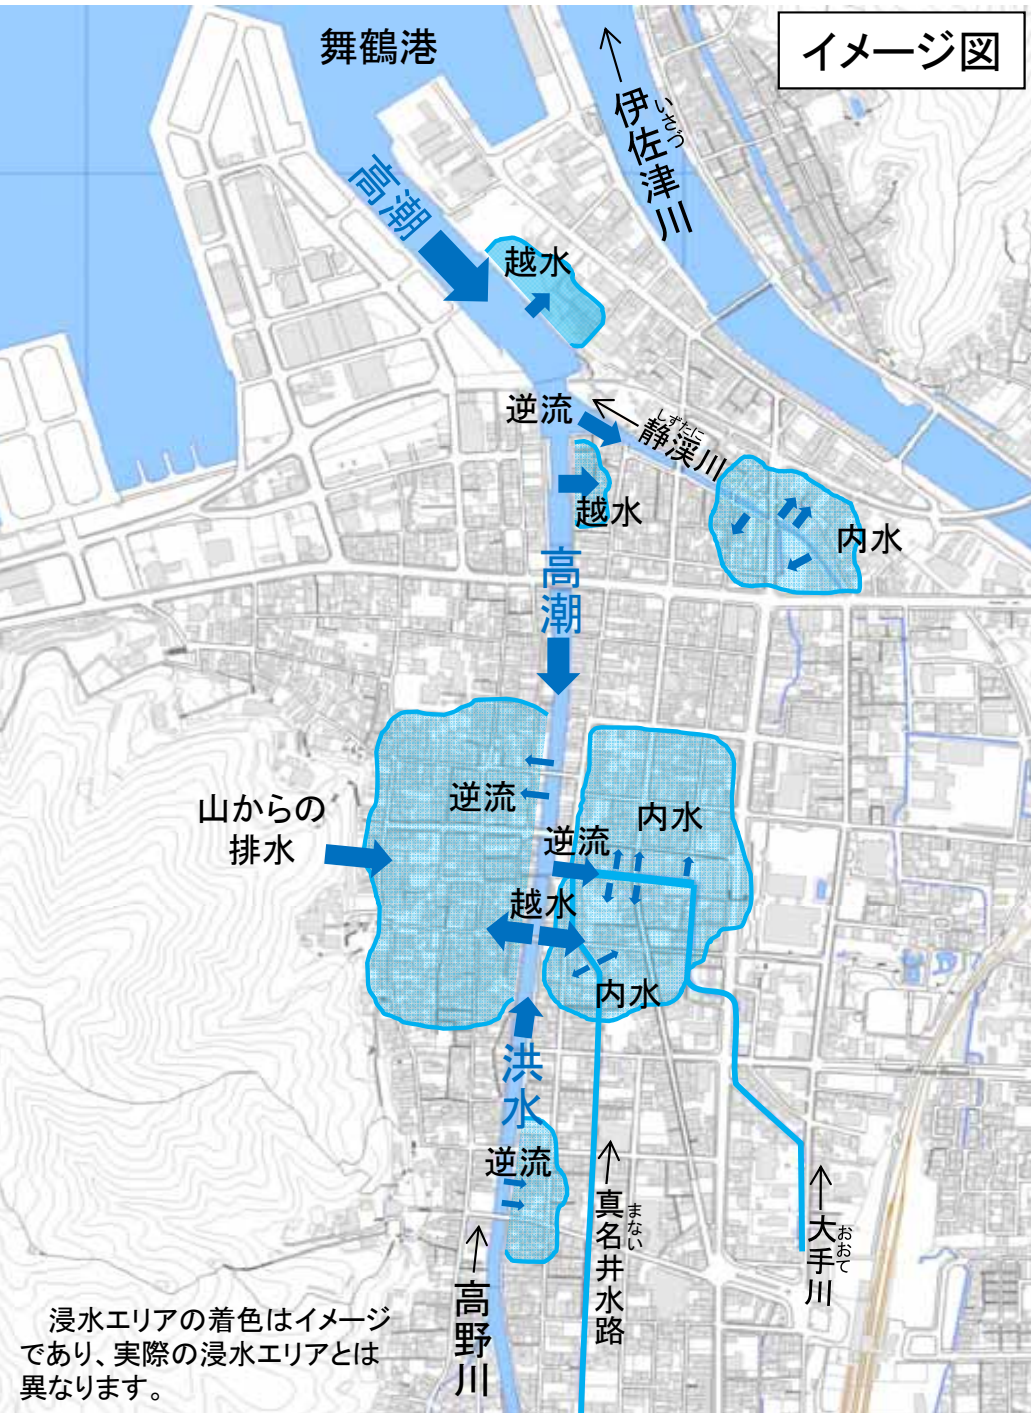 イメージ図
舞鶴港
伊佐津川
いさづ
高潮
越水
逆流
静渓川
しずたに
越水
内水
高潮
逆流
山からの
排水
内水
逆流
越水
内水
洪水
逆流
真名井水路
まない
大手川
おおて
高野川
浸水エリアの着色はイメージ
であり、実際の浸水エリアとは
異なります。